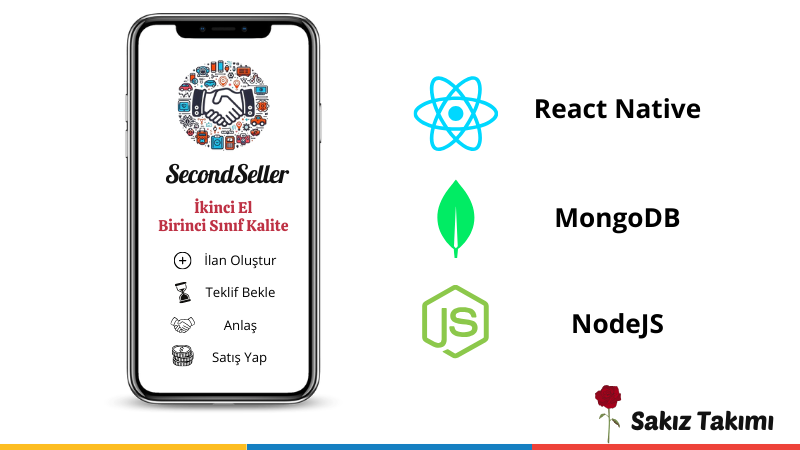 SecondSeller
İkinci El
Birinci Sınıf Kalite
İlan Oluştur
Teklif Bekle
Anlaş
Satış Yap
React Native
MongoDB
JS
NodeJS
Sakız Takımı